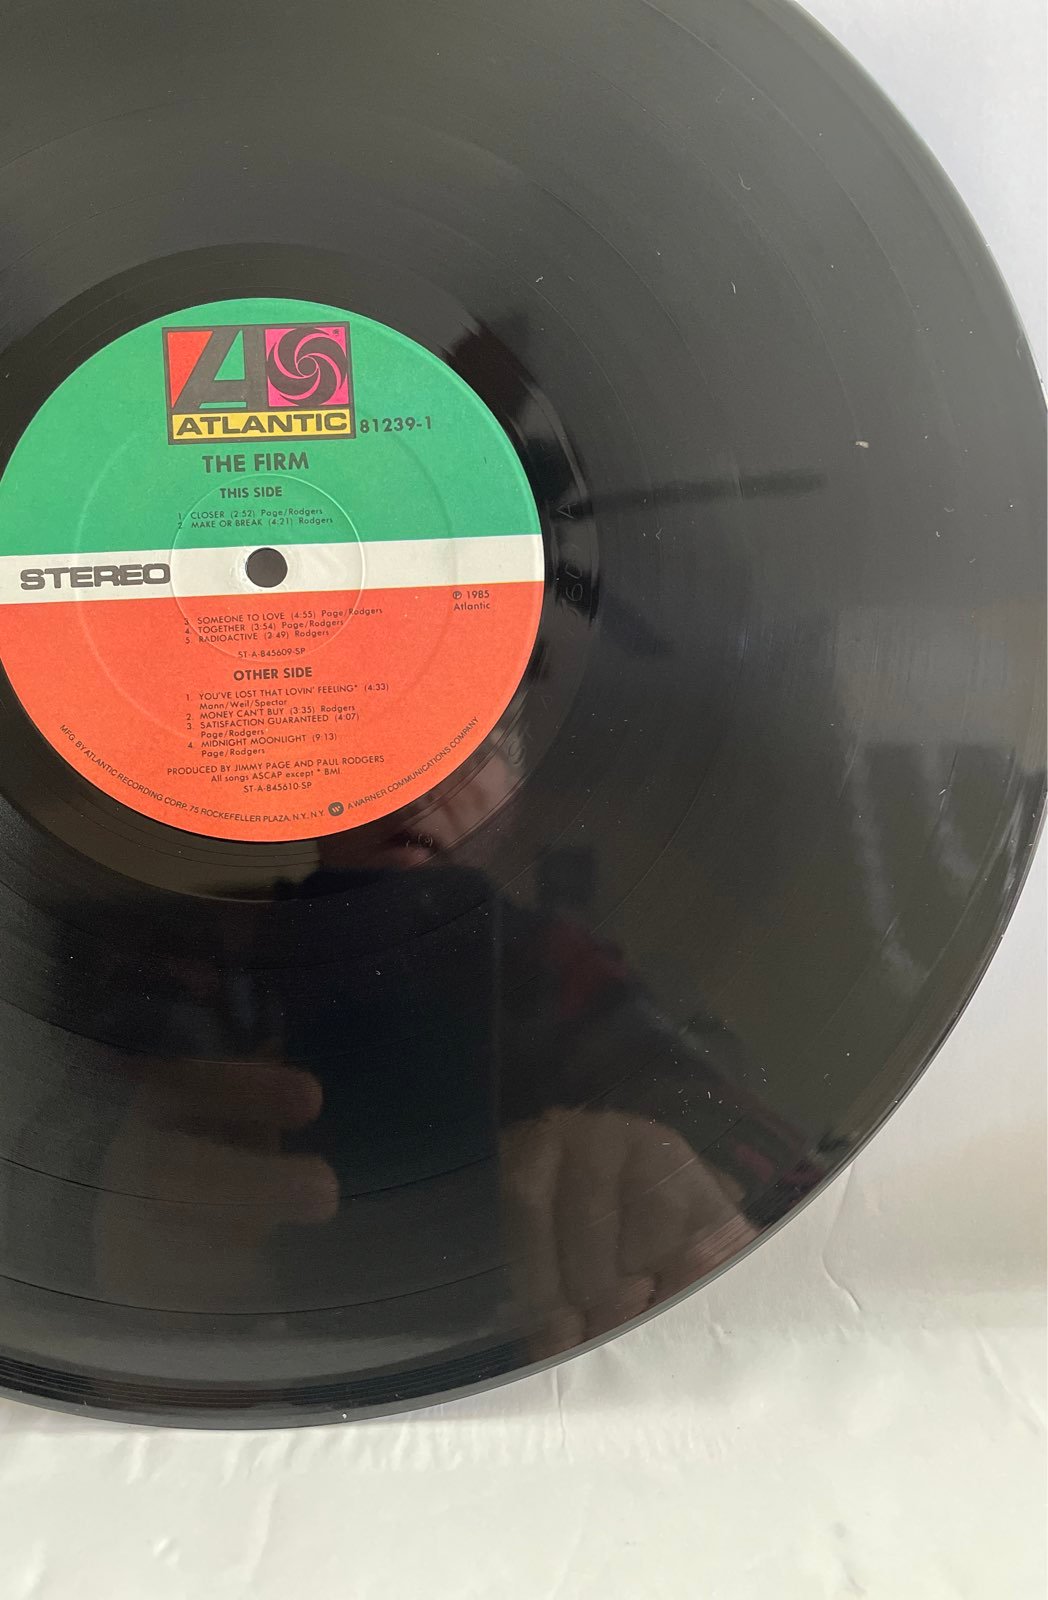 ATLANTIC 81239-1
THE FIRM
THIS SIDE
1. CLOSER (2:52) Page/Rodgers
2. MAKE OR BREAK (4:21) Rodgers
STEREO
℗ 1985
Atlantic
3. SOMEONE TO LOVE (4:55) Page/Rodgers
4. TOGETHER (3:54) Page/Rodgers
5. RADIOACTIVE (2:49) Rodgers
ST-A-845609-SP
OTHER SIDE
1. YOU'VE LOST THAT LOVIN' FEELING* (4:33)
Mann/Weil/Spector
2. MONEY CAN'T BUY (3:35) Rodgers
3. SATISFACTION GUARANTEED (4:07)
Page/Rodgers
4. MIDNIGHT MOONLIGHT (9:13)
Page/Rodgers
PRODUCED BY JIMMY PAGE AND PAUL RODGERS
All songs ASCAP except * BMI.
ST-A-845610-SP
MFG. BY ATLANTIC RECORDING CORP. 75 ROCKEFELLER PLAZA, N.Y. N.Y. A WARNER COMMUNICATIONS COMPANY